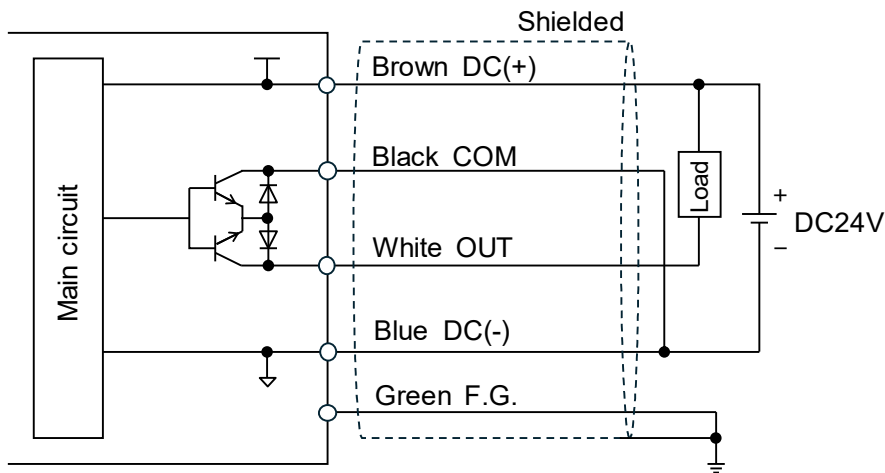 Shielded
Brown DC(+)
Black COM
Main circuit
Load
+
DC24V
−
White OUT
Blue DC(-)
Green F.G.